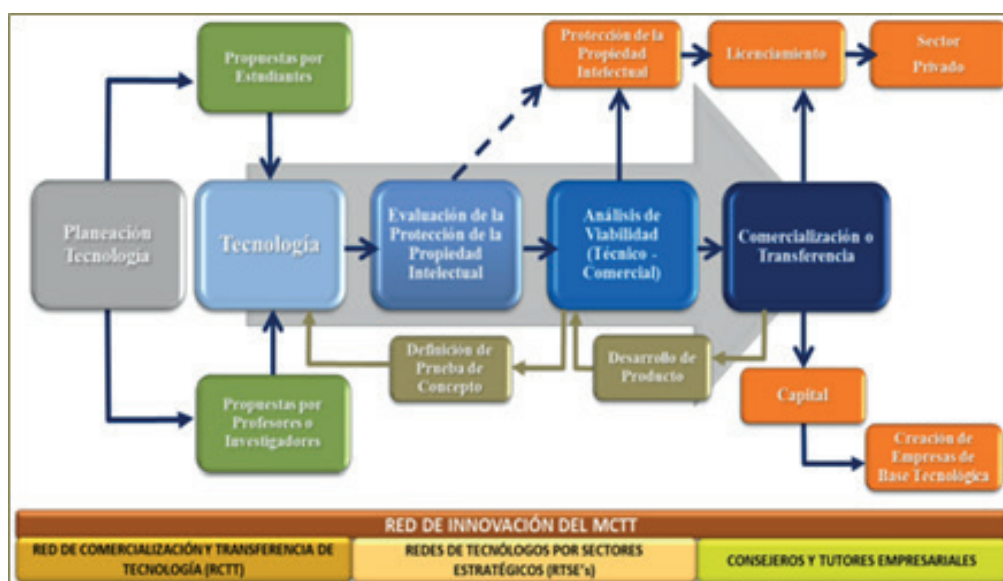 Propuestas por
Estudiantes
Protección de la
Propiedad
Intelectual
Licenciamiento
Sector
Privado
Planeación
Tecnología
Tecnología
Evaluación de la
Protección de la
Propiedad
Intelectual
Análisis de
Viabilidad
(Técnico -
Comercial)
Comercialización o
Transferencia
Definición de
Prueba de
Concepto
Desarrollo de
Producto
Propuestas por
Profesores o
Investigadores
Capital
Creación de
Empresas de
Base Tecnológica
RED DE INNOVACIÓN DEL MCTT
RED DE COMERCIALIZACIÓN Y TRANSFERENCIA DE
TECNOLOGÍA (RCTT)
REDES DE TECNÓLOGOS POR SECTORES
ESTRATÉGICOS (RTSE's)
CONSEJEROS Y TUTORES EMPRESARIALES